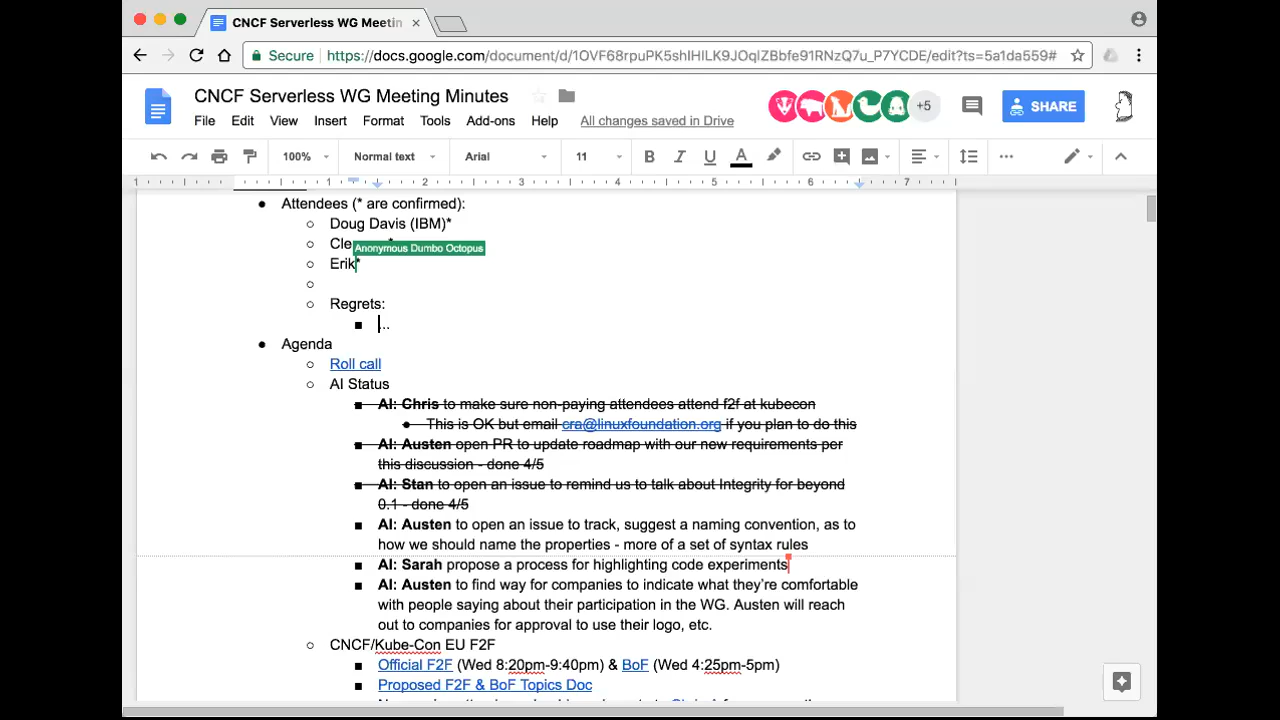 CNCF Serverless WG Meetin
Secure https://docs.google.com/document/d/1OVF68rpuPK5shIHILK9JOqlZBbfe91RNzQ7u_P7YCDE/edit?ts=5a1da559#
CNCF Serverless WG Meeting Minutes
+5
SHARE
File Edit View Insert Format Tools Add-ons Help All changes saved in Drive
100% Normal text Arial 11 B I U A
1 1 2 3 4 5 6 7
Attendees (* are confirmed):
Doug Davis (IBM)*
Cle
Anonymous Dumbo Octopus
Erik*
Regrets:
...
Agenda
Roll call
AI Status
AI: Chris to make sure non-paying attendees attend f2f at kubecon
This is OK but email cra@linuxfoundation.org if you plan to do this
AI: Austen open PR to update roadmap with our new requirements per
this discussion - done 4/5
AI: Stan to open an issue to remind us to talk about Integrity for beyond
0.1 - done 4/5
AI: Austen to open an issue to track, suggest a naming convention, as to
how we should name the properties - more of a set of syntax rules
AI: Sarah propose a process for highlighting code experiments
AI: Austen to find way for companies to indicate what they're comfortable
with people saying about their participation in the WG. Austen will reach
out to companies for approval to use their logo, etc.
CNCF/Kube-Con EU F2F
Official F2F (Wed 8:20pm-9:40pm) & BoF (Wed 4:25pm-5pm)
Proposed F2F & BoF Topics Doc